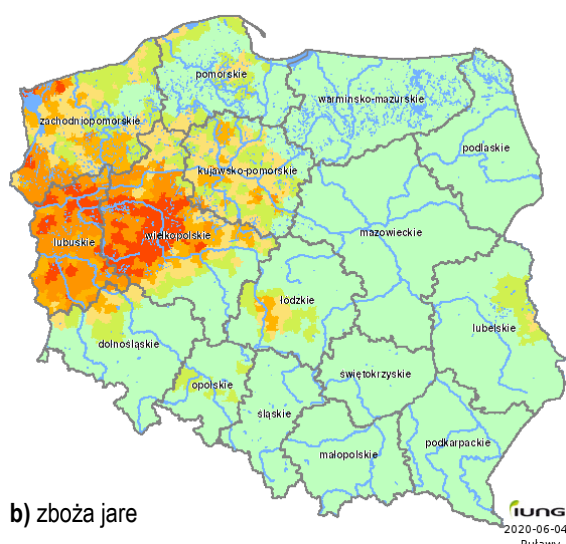 pomorskie
warmińsko-mazurskie
zachodniopomorskie
podlaskie
kujawsko-pomorskie
mazowieckie
wielkopolskie
lubuskie
łódzkie
lubelskie
dolnośląskie
świętokrzyskie
opolskie
śląskie
podkarpackie
małopolskie
b) zboża jare
IUNG
2020-06-04
Puławy